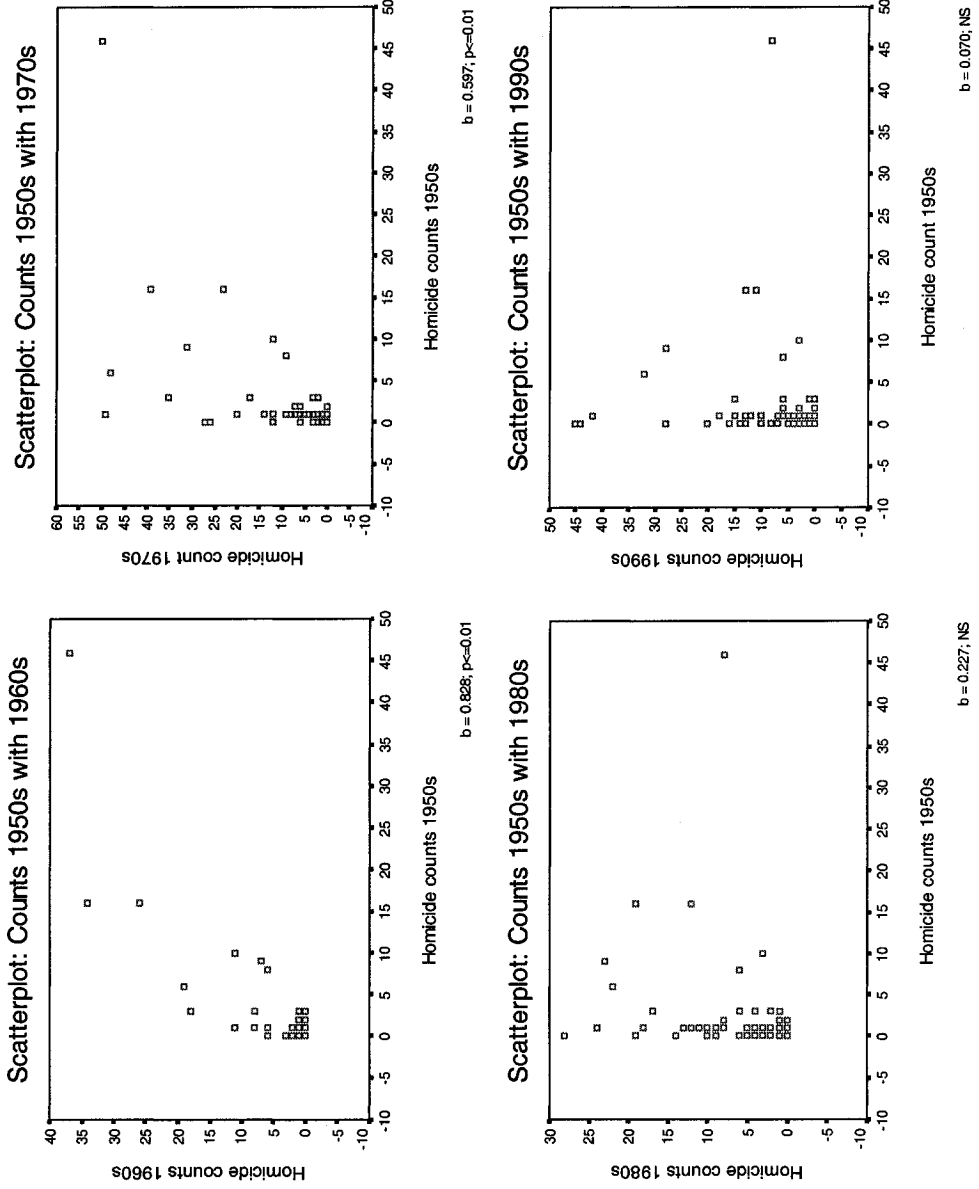 Scatterplot: Counts 1950s with 1960s
Homicide counts 1960s
40
35
30
25
20
15
10
5
0
-5
-10
-10 -5 0 5 10 15 20 25 30 35 40 45 50
Homicide counts 1950s
b = 0.828; p<=0.01
Scatterplot: Counts 1950s with 1970s
Homicide count 1970s
60
55
50
45
40
35
30
25
20
15
10
5
0
-5
-10
-10 -5 0 5 10 15 20 25 30 35 40 45 50
Homicide counts 1950s
b = 0.597; p<=0.01
Scatterplot: Counts 1950s with 1980s
Homicide counts 1980s
30
25
20
15
10
5
0
-5
-10
-10 -5 0 5 10 15 20 25 30 35 40 45 50
Homicide counts 1950s
b = 0.227; NS
Scatterplot: Counts 1950s with 1990s
Homicide counts 1990s
50
45
40
35
30
25
20
15
10
5
0
-5
-10
-10 -5 0 5 10 15 20 25 30 35 40 45 50
Homicide count 1950s
b = 0.070; NS